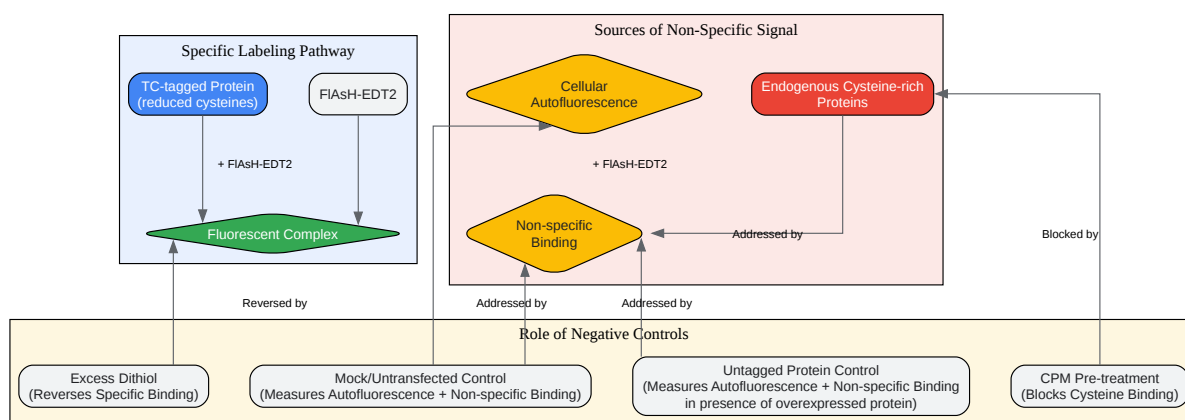 Sources of Non-Specific Signal
Specific Labeling Pathway
TC-tagged Protein
(reduced cysteines)
FlAsH-EDT2
Cellular
Autofluorescence
Endogenous Cysteine-rich
Proteins
+ FlAsH-EDT2
+ FlAsH-EDT2
Fluorescent Complex
Non-specific
Binding
Addressed by
Blocked by
Reversed by
Addressed by
Addressed by
Role of Negative Controls
Excess Dithiol
(Reverses Specific Binding)
Mock/Untransfected Control
(Measures Autofluorescence + Non-specific Binding)
Untagged Protein Control
(Measures Autofluorescence + Non-specific Binding
in presence of overexpressed protein)
CPM Pre-treatment
(Blocks Cysteine Binding)